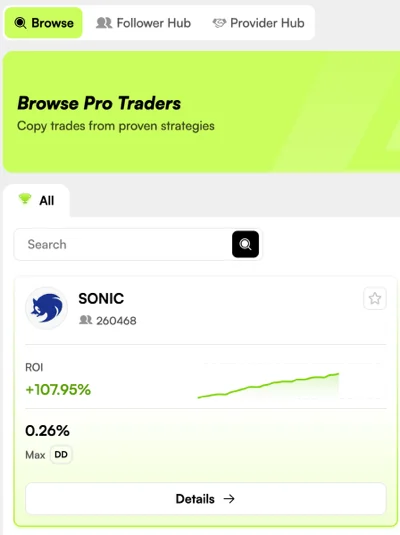 Browse Follower Hub Provider Hub
Browse Pro Traders
Copy trades from proven strategies
All
Search
SONIC
260468
ROI
+107.95%
0.26%
Max DD
Details